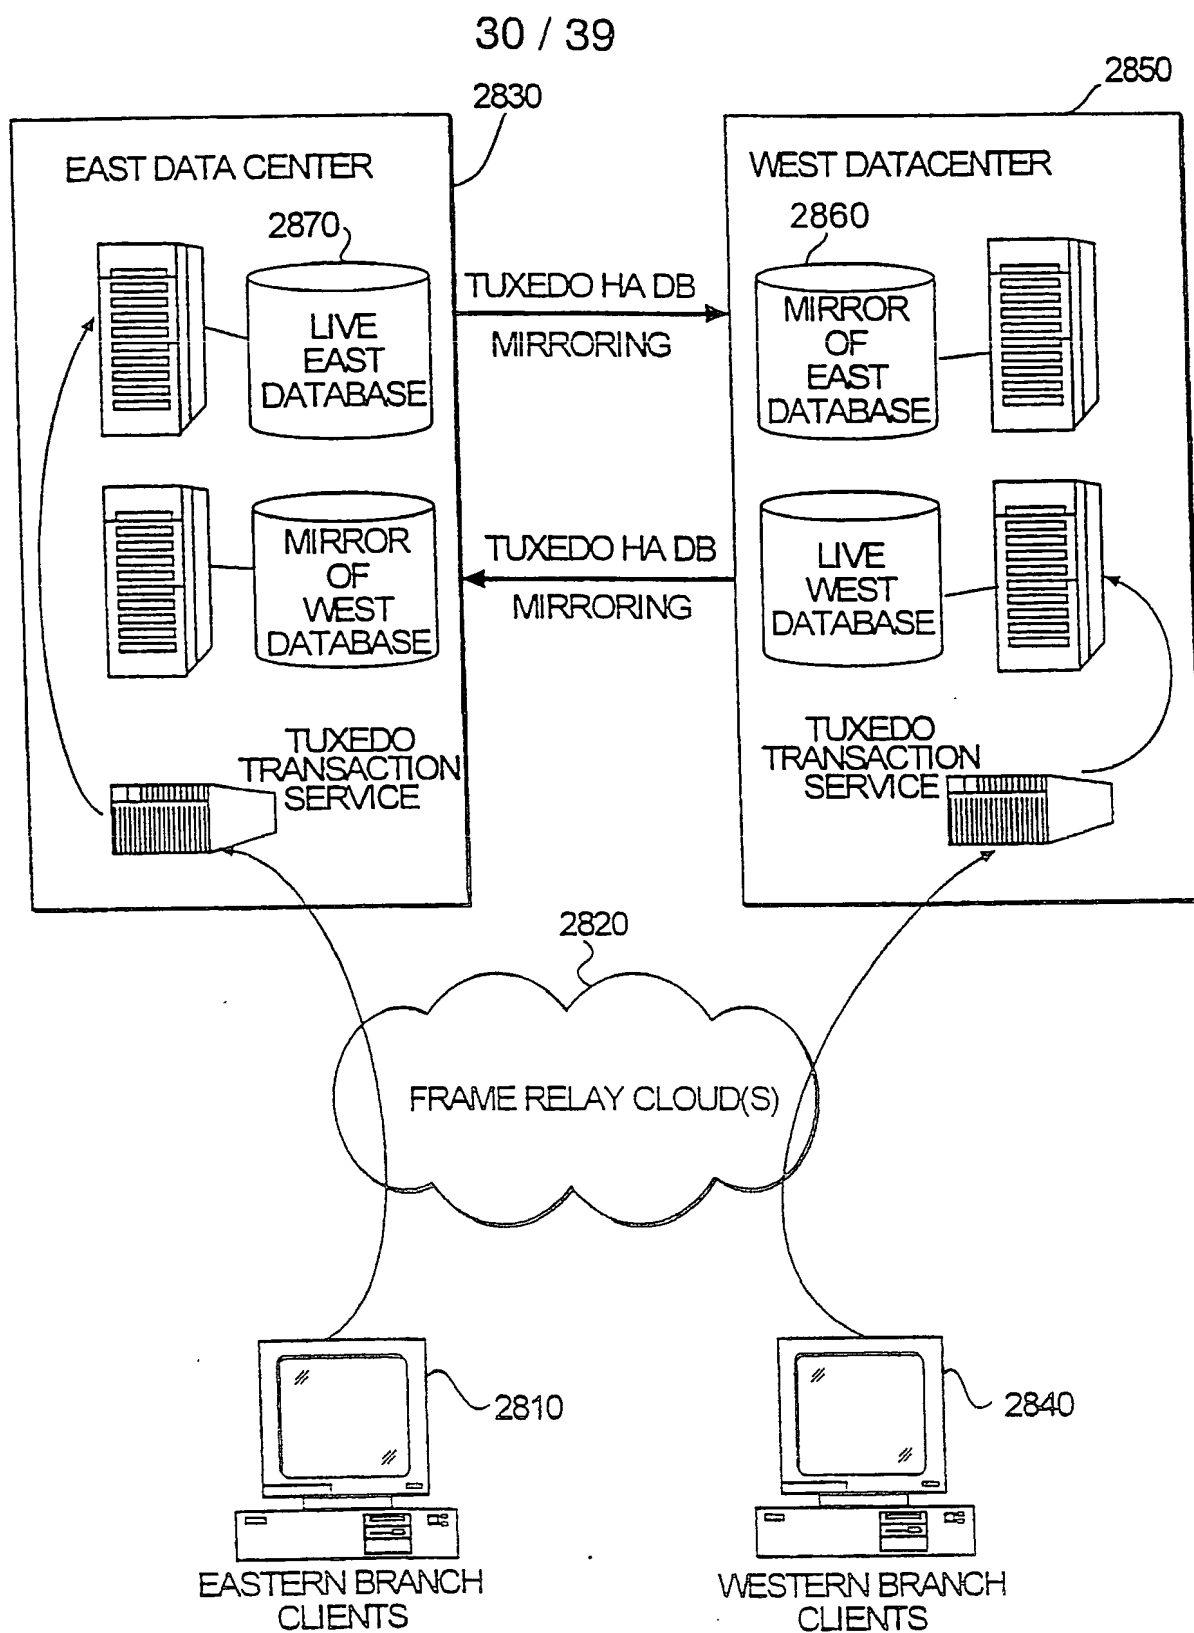 30 / 39
2830
2850
EAST DATA CENTER
WEST DATACENTER
2870
2860
LIVE
EAST
DATABASE
TUXEDO HA DB
MIRRORING
MIRROR
OF
EAST
DATABASE
MIRROR
OF
WEST
DATABASE
TUXEDO HA DB
MIRRORING
LIVE
WEST
DATABASE
TUXEDO
TRANSACTION
SERVICE
TUXEDO
TRANSACTION
SERVICE
2820
FRAME RELAY CLOUD(S)
2810
2840
EASTERN BRANCH
CLIENTS
WESTERN BRANCH
CLIENTS